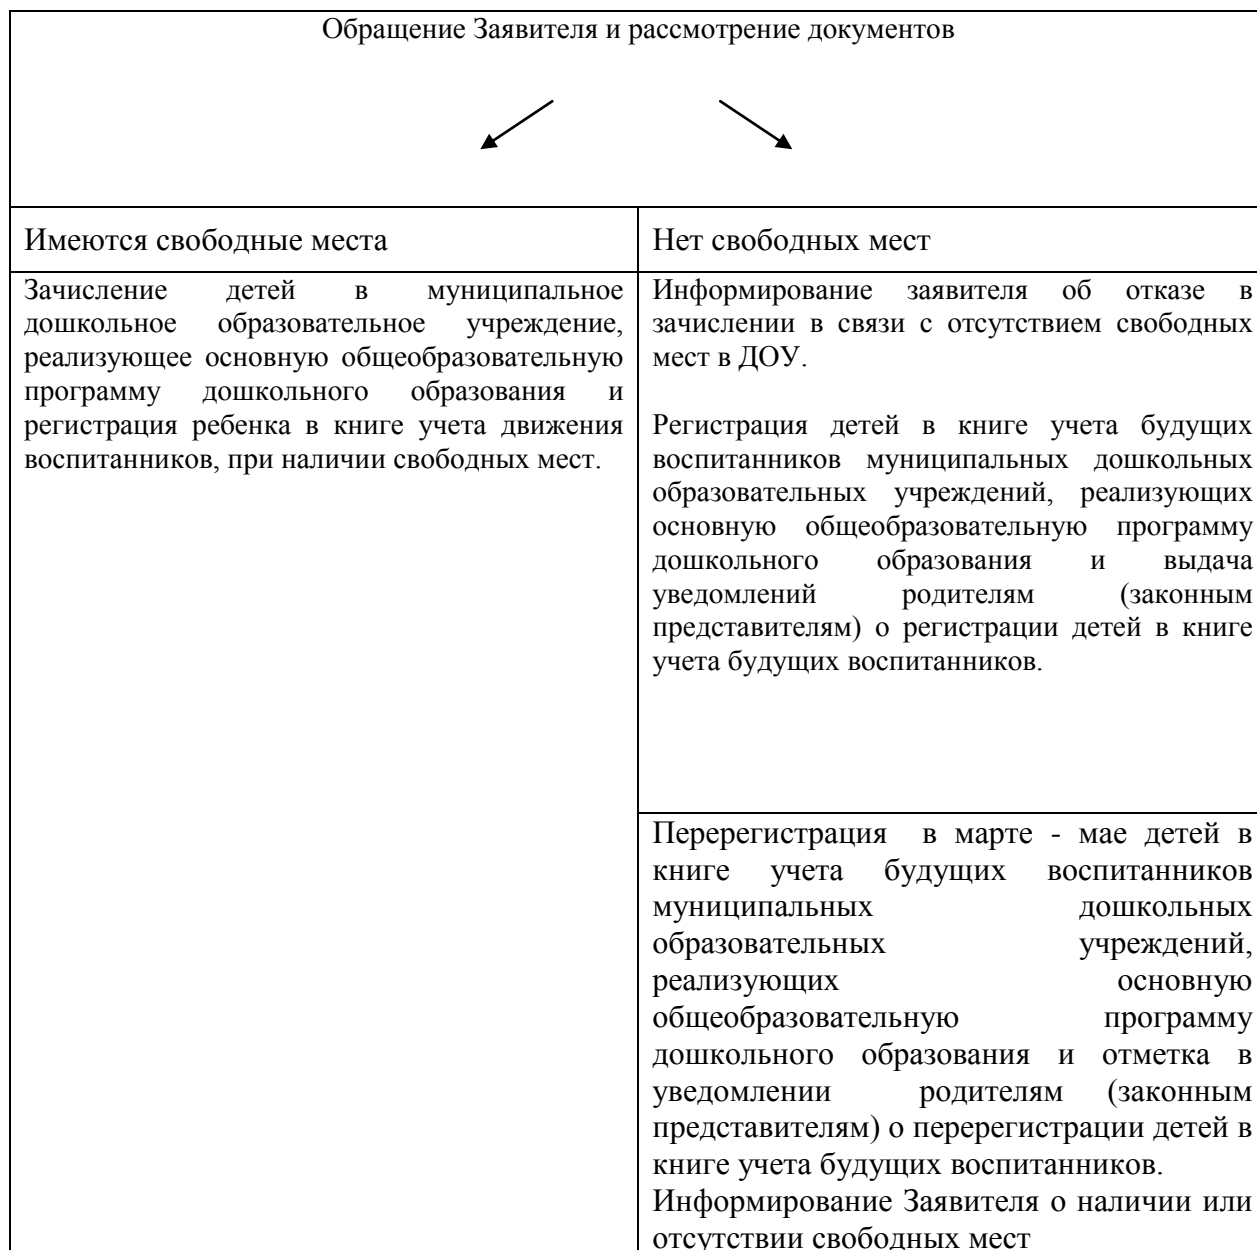 Обращение Заявителя и рассмотрение документов
Имеются свободные места
Нет свободных мест
Зачисление детей в муниципальное
дошкольное образовательное учреждение,
реализующее основную общеобразовательную
программу дошкольного образования и
регистрация ребенка в книге учета движения
воспитанников, при наличии свободных мест.
Информирование заявителя об отказе в
зачислении в связи с отсутствием свободных
мест в ДОУ.
Регистрация детей в книге учета будущих
воспитанников муниципальных дошкольных
образовательных учреждений, реализующих
основную общеобразовательную программу
дошкольного образования и выдача
уведомлений родителям (законным
представителям) о регистрации детей в книге
учета будущих воспитанников.
Перерегистрация в марте - мае детей в
книге учета будущих воспитанников
муниципальных дошкольных
образовательных учреждений,
реализующих основную
общеобразовательную программу
дошкольного образования и отметка в
уведомлении родителям (законным
представителям) о перерегистрации детей в
книге учета будущих воспитанников.
Информирование Заявителя о наличии или
отсутствии свободных мест